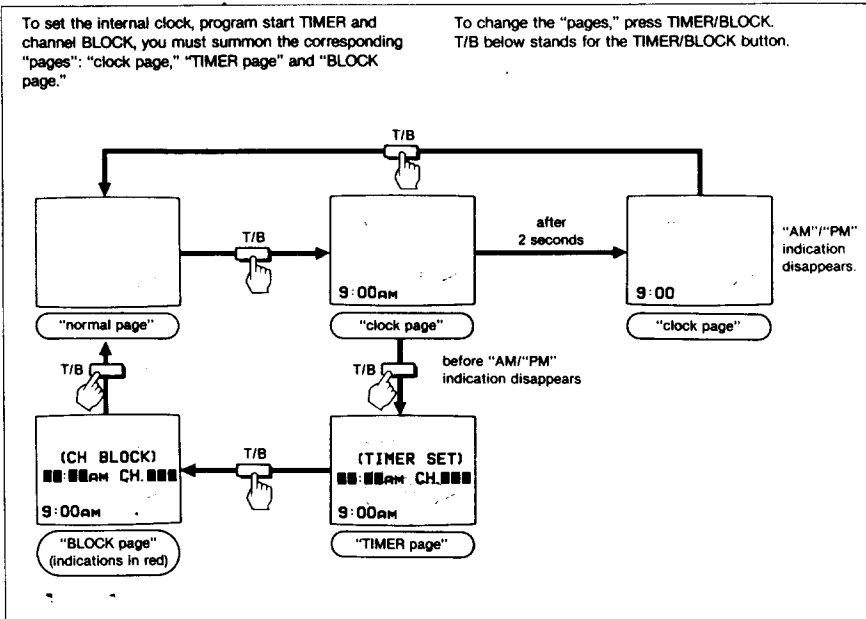 To set the internal clock, program start TIMER and
channel BLOCK, you must summon the corresponding
"pages": "clock page," "TIMER page" and "BLOCK
page."
To change the "pages," press TIMER/BLOCK.
T/B below stands for the TIMER/BLOCK button.
T/B
T/B
after
2 seconds
"AM"/"PM"
indication
disappears.
9:00AM
9:00
"normal page"
"clock page"
"clock page"
T/B
T/B
before "AM/"PM"
indication disappears
(CH BLOCK)
██:██AM CH.███
9:00AM
T/B
(TIMER SET)
██:██AM CH.███
9:00AM
"BLOCK page"
(indications in red)
"TIMER page"